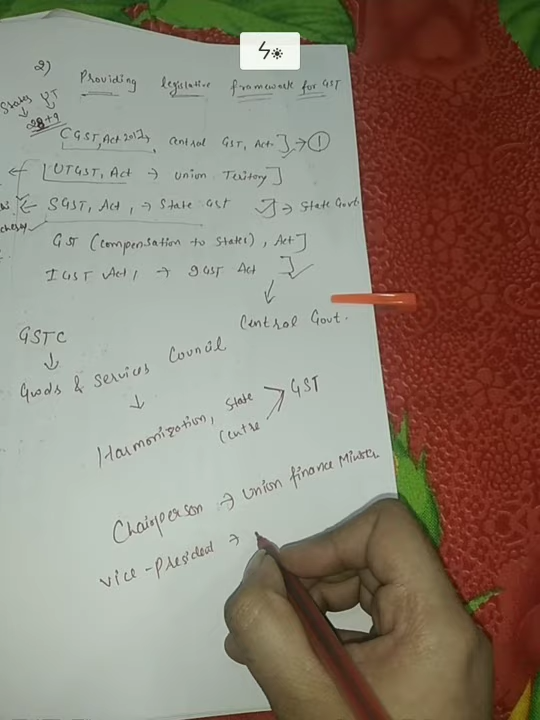 2) Providing legislative framework for GST
States UT
28+9
CGST, Act 2017, Central GST, Act ①
UTGST, Act → Union Teritory
SGST, Act, → State GST → State Govt.
GST (Compensation to States), Act
IGST Act, → IGST Act
Central Govt.
GSTC
Goods & Services Council
Harmonization, State Centre GST
Chairperson → Union finance Minister
Vice-President →